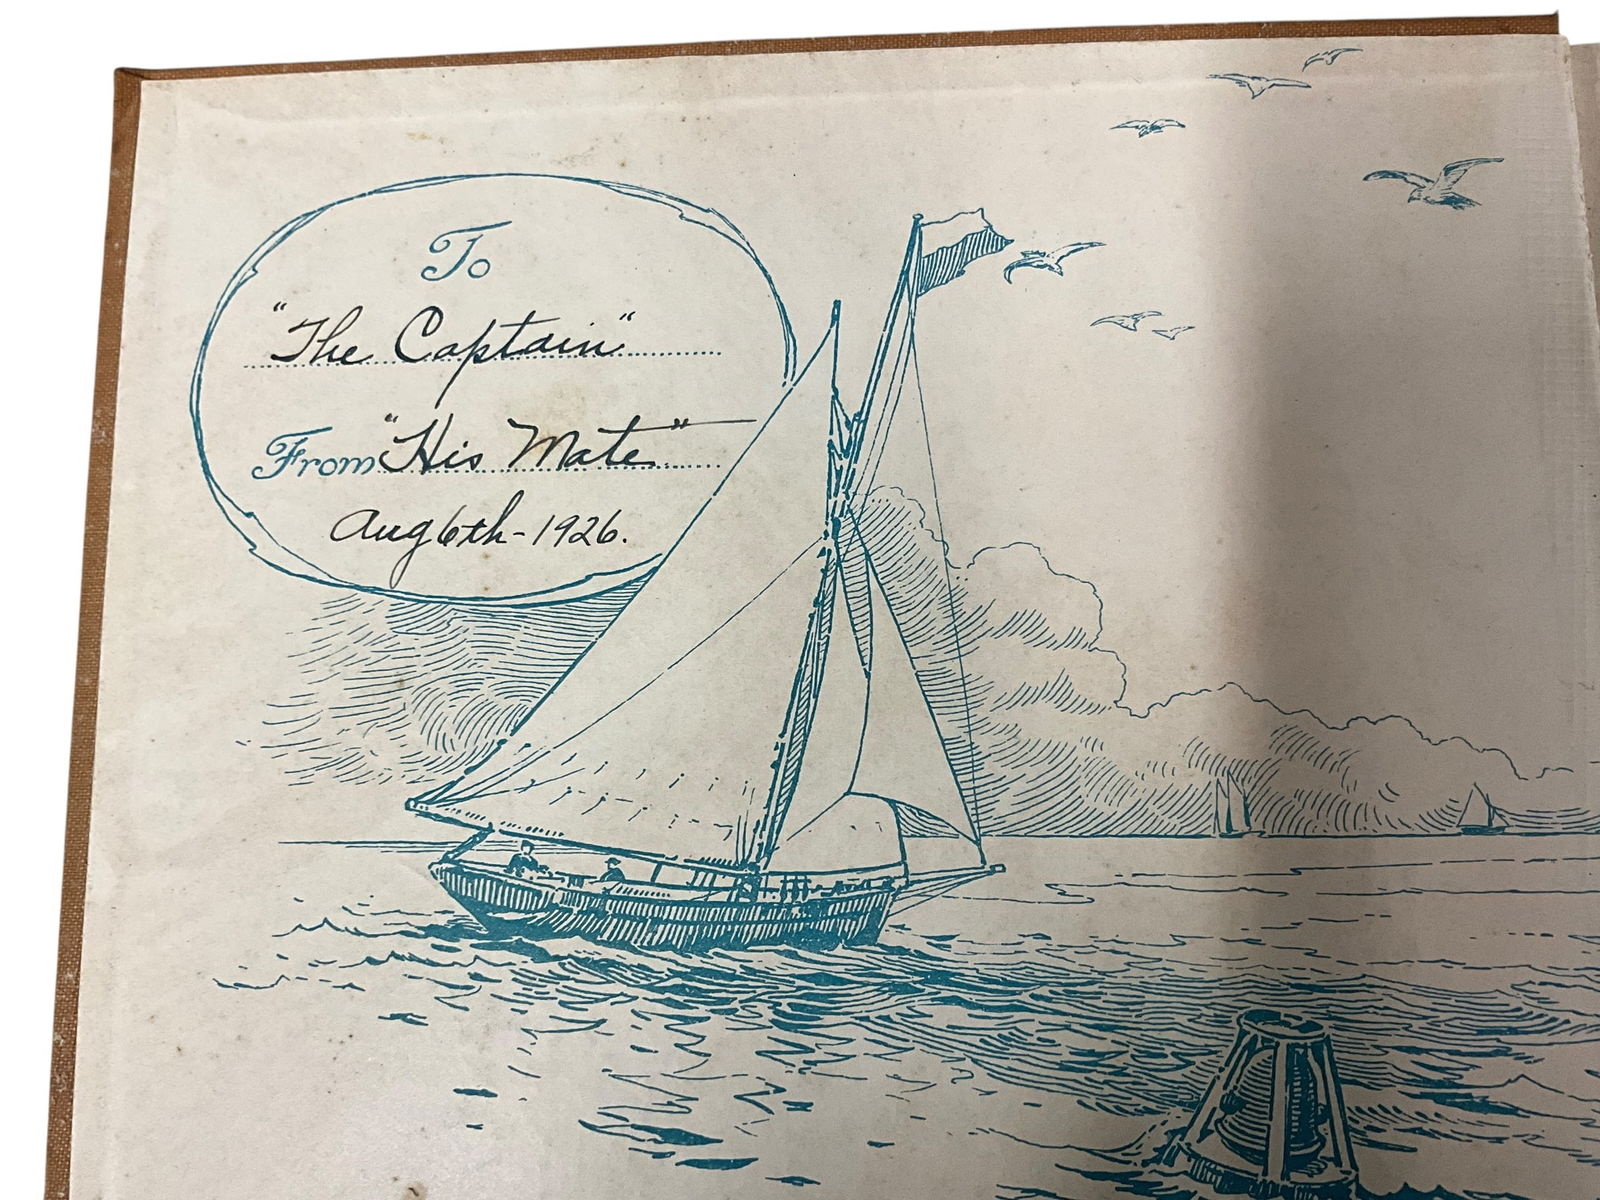 To
"The Captain"
From "His Mate"
Aug 6th - 1926.